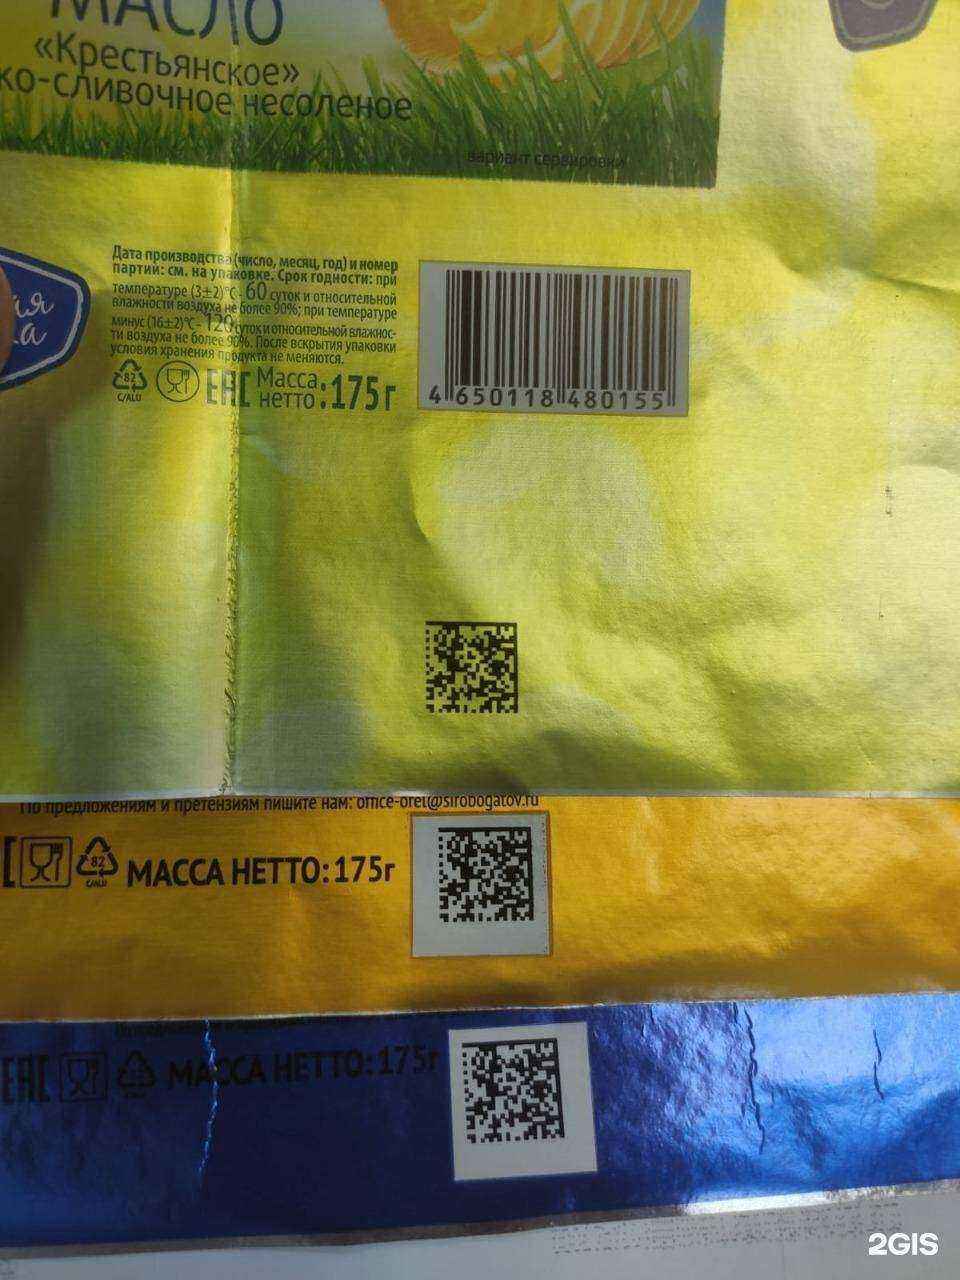 МАСЛО
«Крестьянское»
ко-сливочное несоленое
вариант сервировки
Дата производства (число, месяц, год) и номер
партии: см. на упаковке. Срок годности: при
температуре (3±2)°С - 60 суток и относительной
влажности воздуха не более 90%; при температуре
минус (16±2)°С - 120 суток и относительной влажнос-
ти воздуха не более 90%. После вскрытия упаковки
условия хранения продукта не меняются.
82
C/ALU
EAC
Масса
нетто: 175г
4 650118 480155
По предложениям и претензиям пишите нам: office-orel@sirobogatov.ru
82
C/ALU
МАССА НЕТТО: 175г
EAC
МАССА НЕТТО: 175г
2GIS